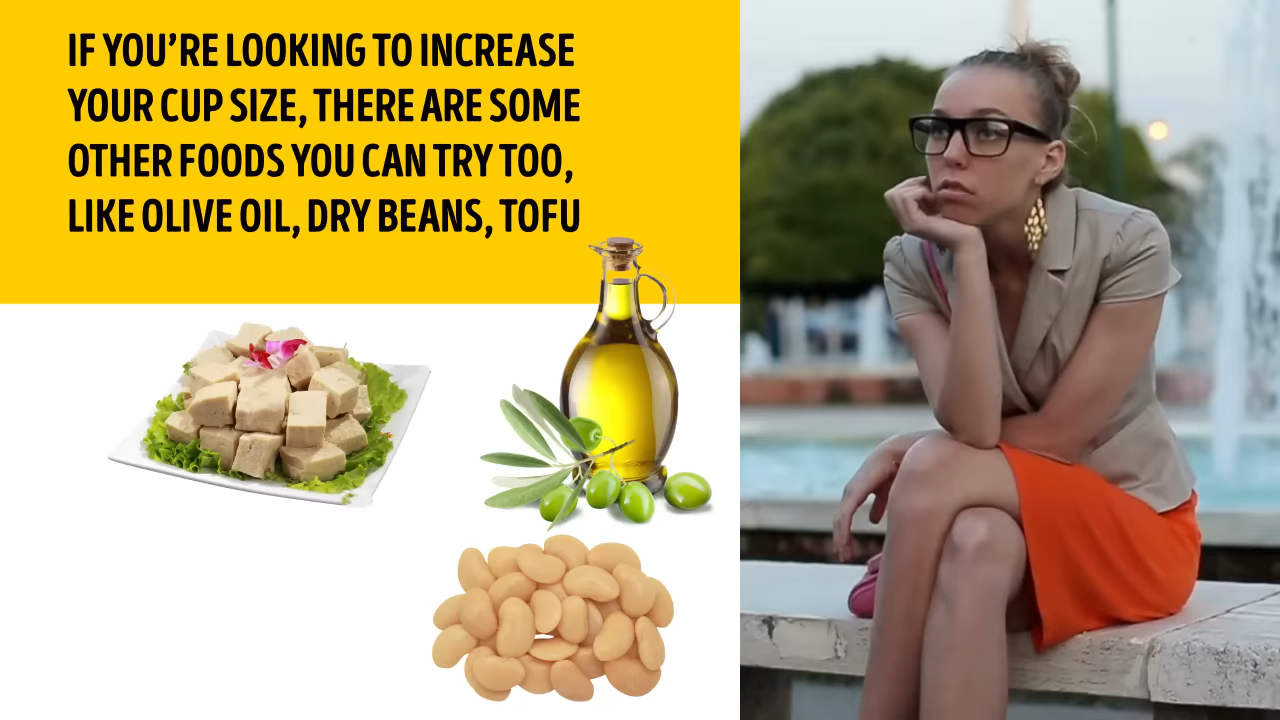 IF YOU’RE LOOKING TO INCREASE
YOUR CUP SIZE, THERE ARE SOME
OTHER FOODS YOU CAN TRY TOO,
LIKE OLIVE OIL, DRY BEANS, TOFU